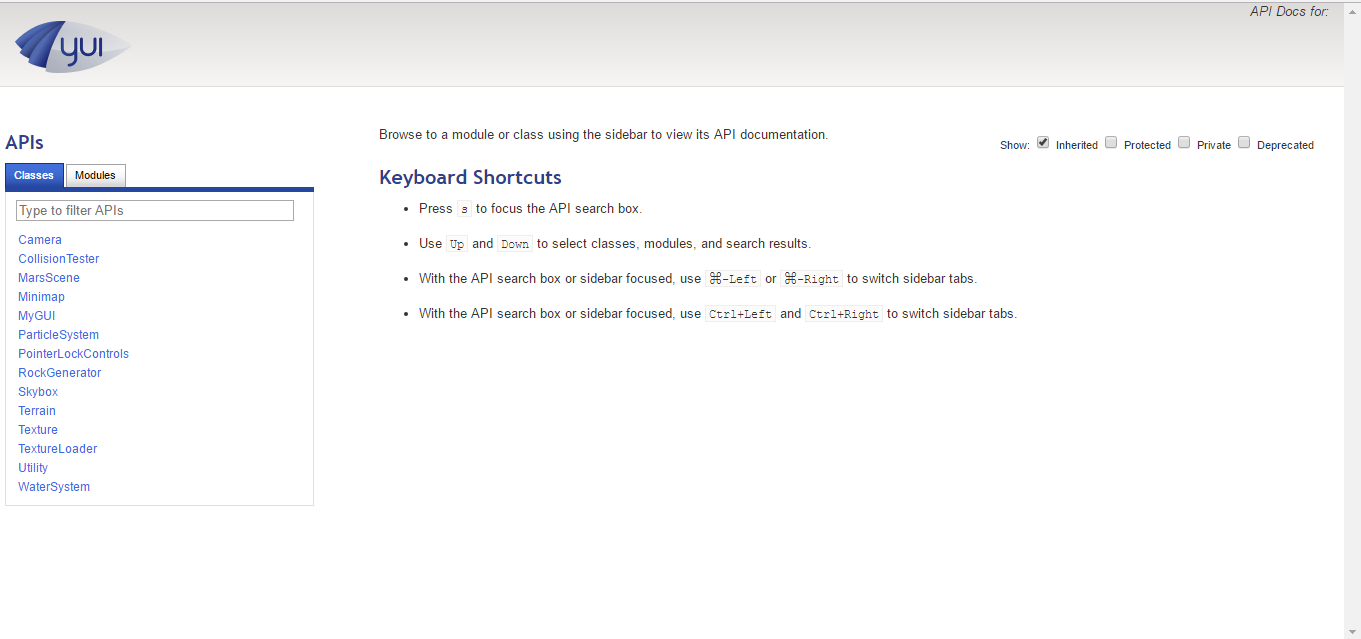 API Docs for:
yui
APIs
Classes Modules
Type to filter APIs
Camera
CollisionTester
MarsScene
Minimap
MyGUI
ParticleSystem
PointerLockControls
RockGenerator
Skybox
Terrain
Texture
TextureLoader
Utility
WaterSystem
Browse to a module or class using the sidebar to view its API documentation.
Show: Inherited Protected Private Deprecated
Keyboard Shortcuts
• Press s to focus the API search box.
• Use Up and Down to select classes, modules, and search results.
• With the API search box or sidebar focused, use ⌘-Left or ⌘-Right to switch sidebar tabs.
• With the API search box or sidebar focused, use Ctrl+Left and Ctrl+Right to switch sidebar tabs.